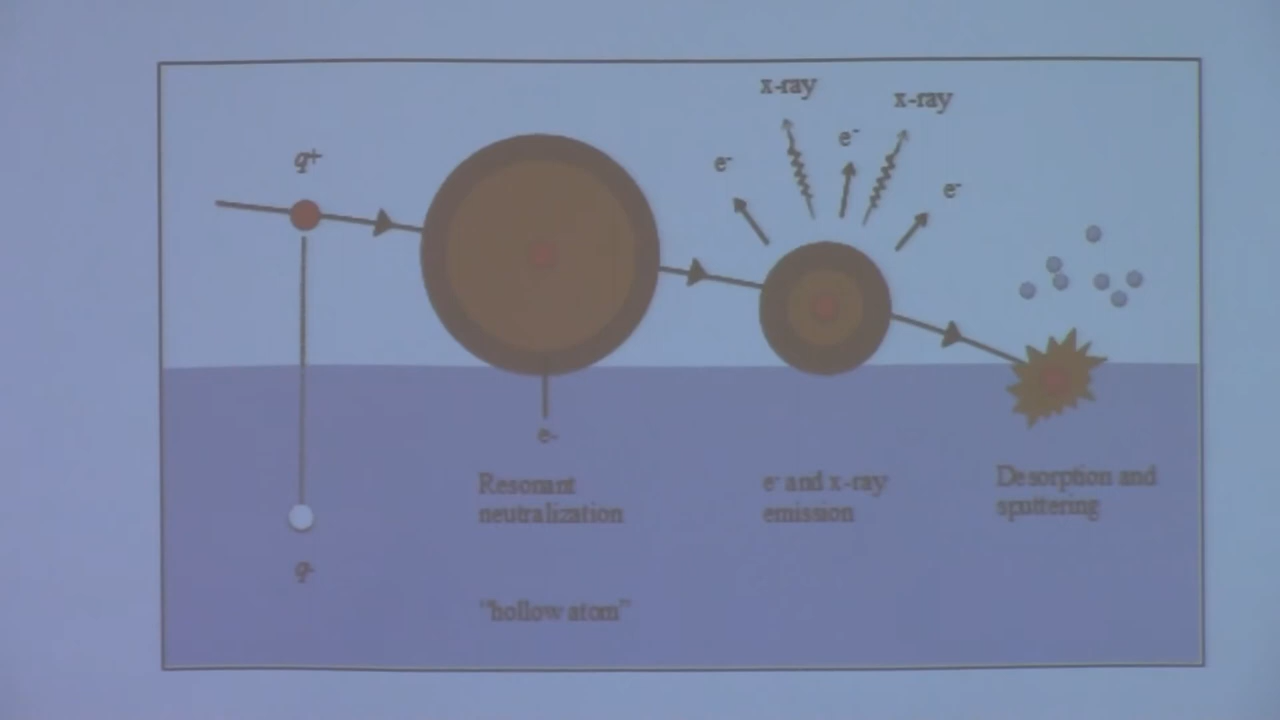 x-ray
x-ray
e-
e-
e-
q+
e-
Resonant
neutralization
e- and x-ray
emission
Desorption and
sputtering
q-
"hollow atom"